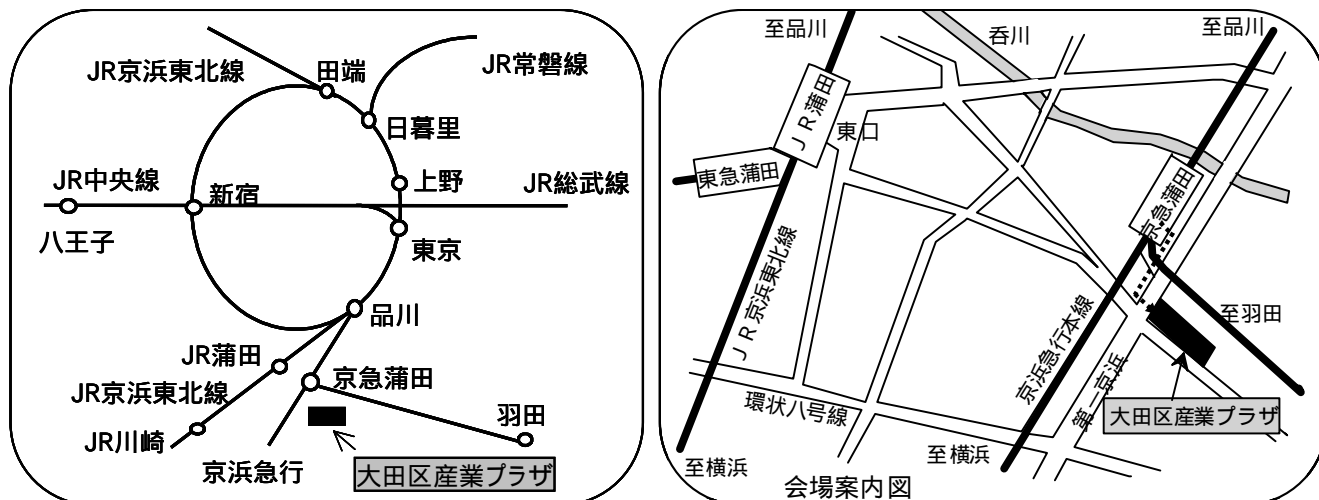 JR京浜東北線
田端
JR常磐線
日暮里
JR中央線
新宿
上野
JR総武線
八王子
東京
品川
JR蒲田
京急蒲田
JR京浜東北線
羽田
JR川崎
京浜急行
大田区産業プラザ
至品川
呑川
至品川
JR蒲田
東口
東急蒲田
京急蒲田
JR京浜東北線
至羽田
京浜急行本線
第一京浜
環状八号線
大田区産業プラザ
至横浜
至横浜
会場案内図